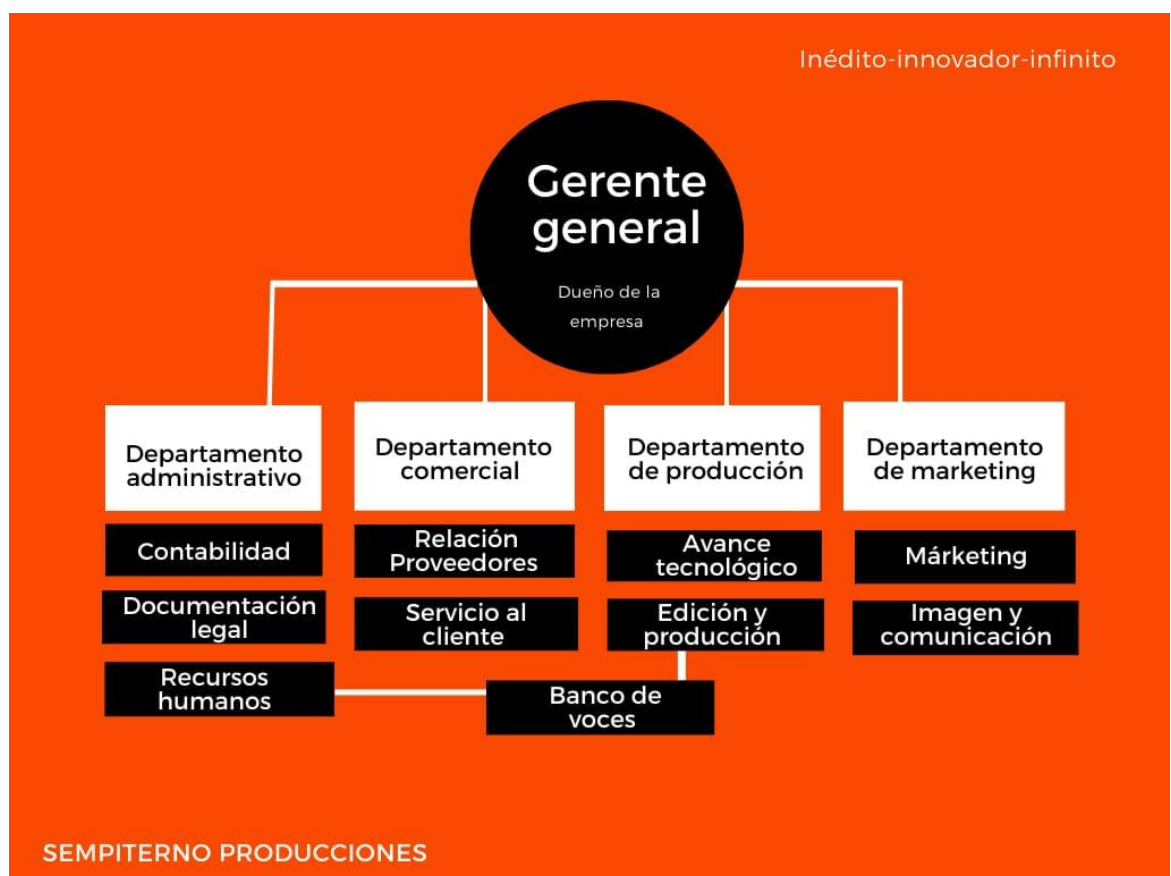 Inédito-innovador-infinito
Gerente
general
Dueño de la
empresa
Departamento
administrativo
Departamento
comercial
Departamento
de producción
Departamento
de marketing
Contabilidad
Relación
Proveedores
Avance
tecnológico
Márketing
Documentación
legal
Servicio al
cliente
Edición y
producción
Imagen y
comunicación
Recursos
humanos
Banco de
voces
SEMPITERNO PRODUCCIONES